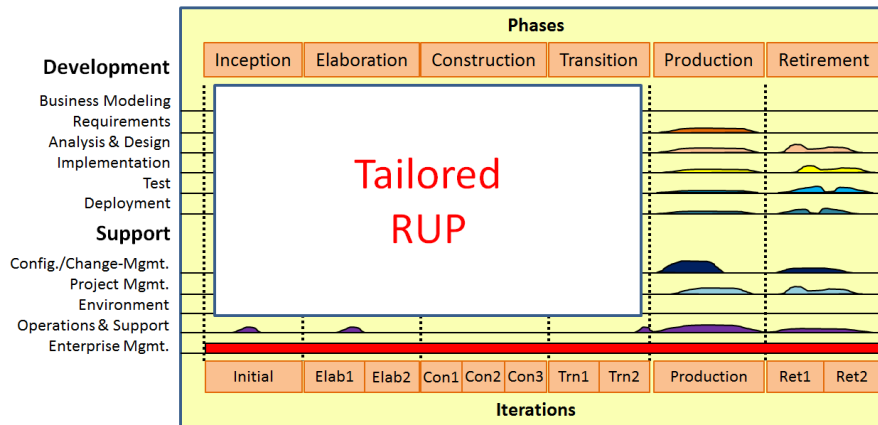 Phases
Inception Elaboration Construction Transition Production Retirement
Development
Business Modeling
Requirements
Analysis & Design
Implementation
Test
Deployment
Tailored
RUP
Support
Config./Change-Mgmt.
Project Mgmt.
Environment
Operations & Support
Enterprise Mgmt.
Initial Elab1 Elab2 Con1 Con2 Con3 Trn1 Trn2 Production Ret1 Ret2
Iterations